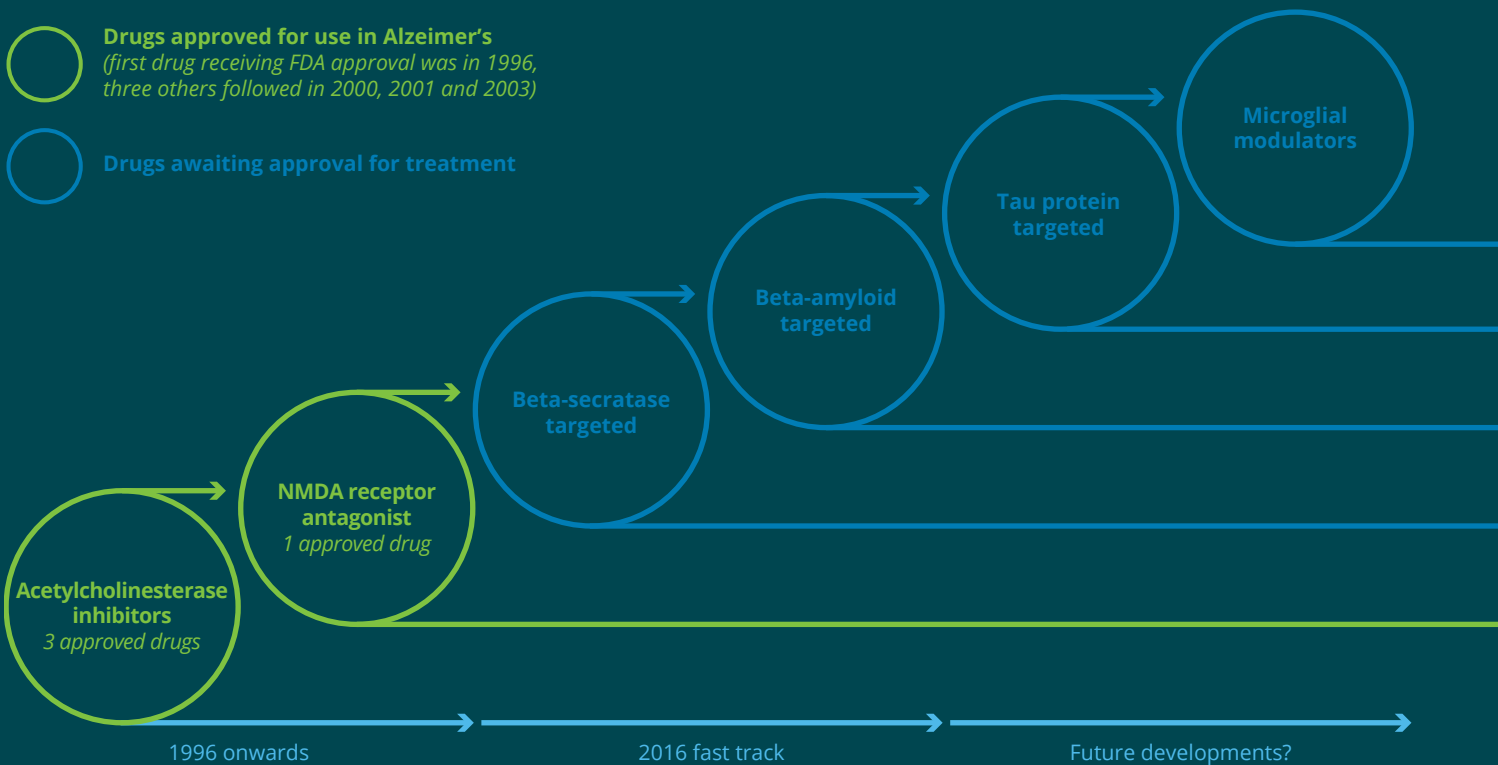 Drugs approved for use in Alzeimer’s
(first drug receiving FDA approval was in 1996,
three others followed in 2000, 2001 and 2003)
Drugs awaiting approval for treatment
Acetylcholinesterase
inhibitors
3 approved drugs
NMDA receptor
antagonist
1 approved drug
Beta-secratase
targeted
Beta-amyloid
targeted
Tau protein
targeted
Microglial
modulators
1996 onwards
2016 fast track
Future developments?